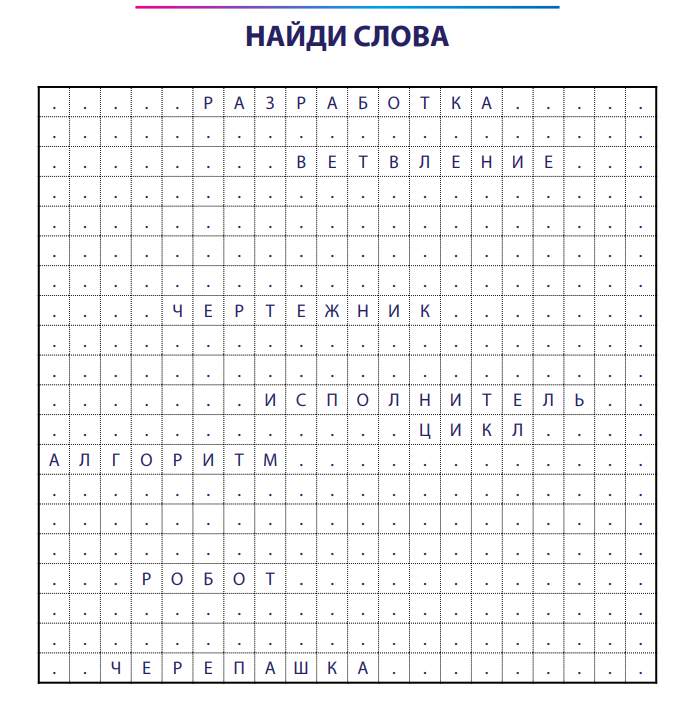 НАЙДИ СЛОВА
. . . . . Р А З Р А Б О Т К А . . . . .
. . . . . . . . . . . . . . . . . . . .
. . . . . . . . В Е Т В Л Е Н И Е . . .
. . . . . . . . . . . . . . . . . . . .
. . . . . . . . . . . . . . . . . . . .
. . . . . . . . . . . . . . . . . . . .
. . . . . . . . . . . . . . . . . . . .
. . . . Ч Е Р Т Е Ж Н И К . . . . . . .
. . . . . . . . . . . . . . . . . . . .
. . . . . . . . . . . . . . . . . . . .
. . . . . . . И С П О Л Н И Т Е Л Ь . .
. . . . . . . . . . . . Ц И К Л . . . .
А Л Г О Р И Т М . . . . . . . . . . . .
. . . . . . . . . . . . . . . . . . . .
. . . . . . . . . . . . . . . . . . . .
. . . . . . . . . . . . . . . . . . . .
. . . Р О Б О Т . . . . . . . . . . . .
. . . . . . . . . . . . . . . . . . . .
. . . . . . . . . . . . . . . . . . . .
. . Ч Е Р Е П А Ш К А . . . . . . . . .